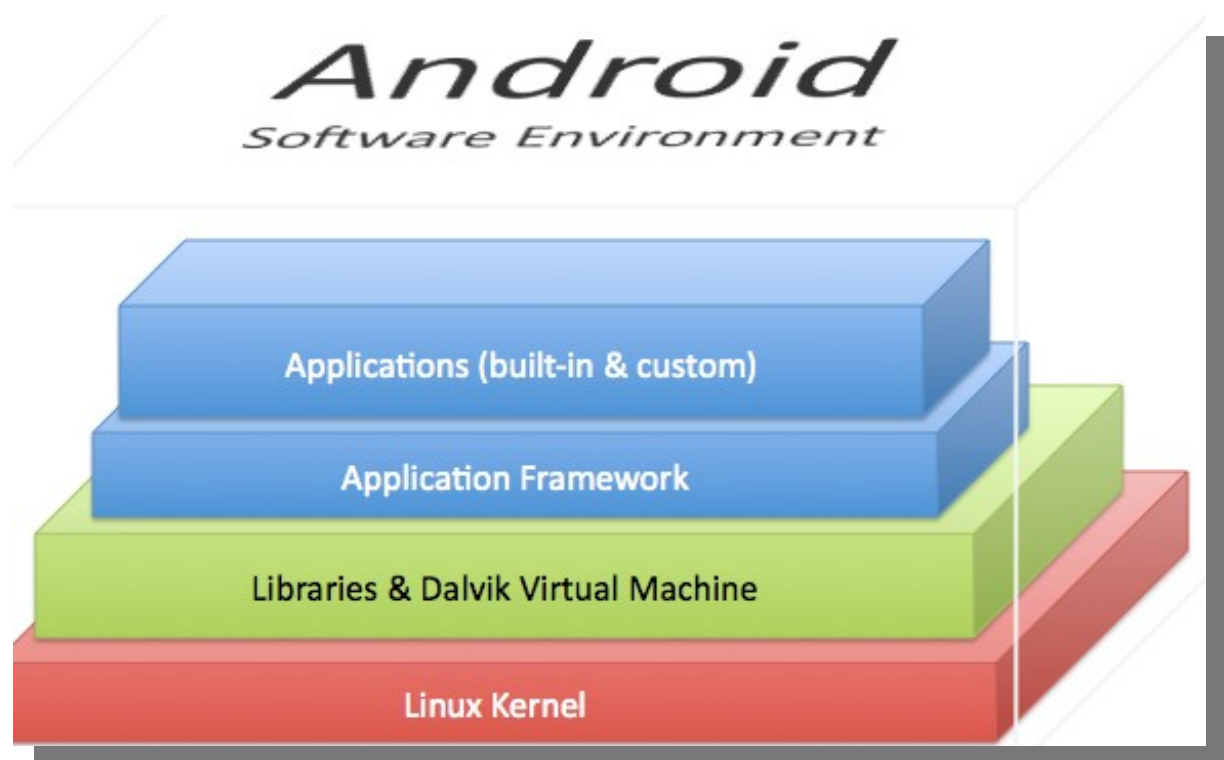 Android
Software Environment
Applications (built-in & custom)
Application Framework
Libraries & Dalvik Virtual Machine
Linux Kernel